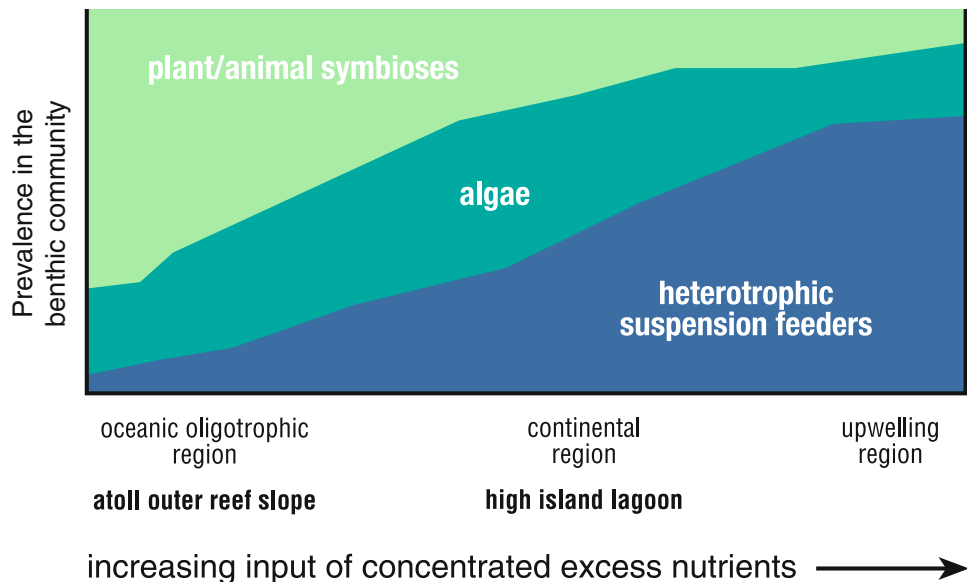 Prevalence in the
benthic community
plant/animal symbioses
algae
heterotrophic
suspension feeders
oceanic oligotrophic
region
continental
region
upwelling
region
atoll outer reef slope
high island lagoon
increasing input of concentrated excess nutrients